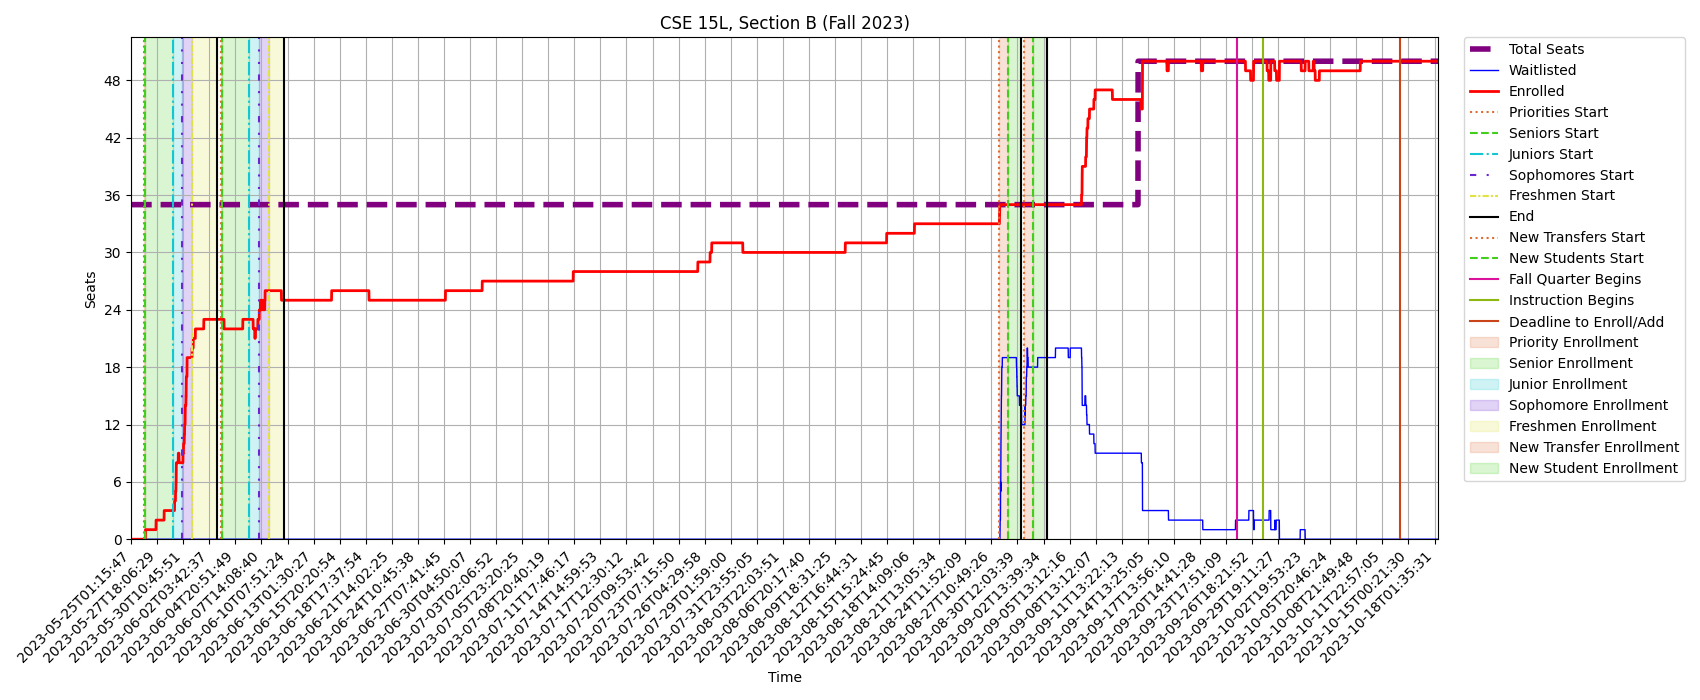 CSE 15L, Section B (Fall 2023)
Seats
48
42
36
30
24
18
12
6
0
2023-05-25T01:15:47
2023-05-27T18:06:29
2023-05-30T10:45:51
2023-06-02T03:42:37
2023-06-04T20:51:49
2023-06-07T14:08:40
2023-06-10T07:51:24
2023-06-13T01:30:27
2023-06-15T20:20:54
2023-06-18T17:37:54
2023-06-21T14:02:25
2023-06-24T10:45:38
2023-06-27T07:41:45
2023-06-30T04:50:07
2023-07-03T02:06:52
2023-07-05T23:20:25
2023-07-08T20:40:19
2023-07-11T17:46:17
2023-07-14T14:59:53
2023-07-17T12:30:12
2023-07-20T09:53:42
2023-07-23T07:15:50
2023-07-26T04:29:58
2023-07-29T01:59:00
2023-07-31T23:55:05
2023-08-03T22:03:51
2023-08-06T20:17:40
2023-08-09T18:31:25
2023-08-12T16:44:31
2023-08-15T15:24:45
2023-08-18T14:09:06
2023-08-21T13:05:34
2023-08-24T11:52:09
2023-08-27T10:49:26
2023-08-30T12:03:39
2023-09-02T13:39:34
2023-09-05T13:12:16
2023-09-08T13:12:07
2023-09-11T13:22:13
2023-09-14T13:25:05
2023-09-17T13:56:10
2023-09-20T14:41:28
2023-09-23T17:51:09
2023-09-26T18:21:52
2023-09-29T19:11:27
2023-10-02T19:53:23
2023-10-05T20:46:24
2023-10-08T21:49:48
2023-10-11T22:57:05
2023-10-15T00:21:30
2023-10-18T01:35:31
Time
Total Seats
Waitlisted
Enrolled
Priorities Start
Seniors Start
Juniors Start
Sophomores Start
Freshmen Start
End
New Transfers Start
New Students Start
Fall Quarter Begins
Instruction Begins
Deadline to Enroll/Add
Priority Enrollment
Senior Enrollment
Junior Enrollment
Sophomore Enrollment
Freshmen Enrollment
New Transfer Enrollment
New Student Enrollment